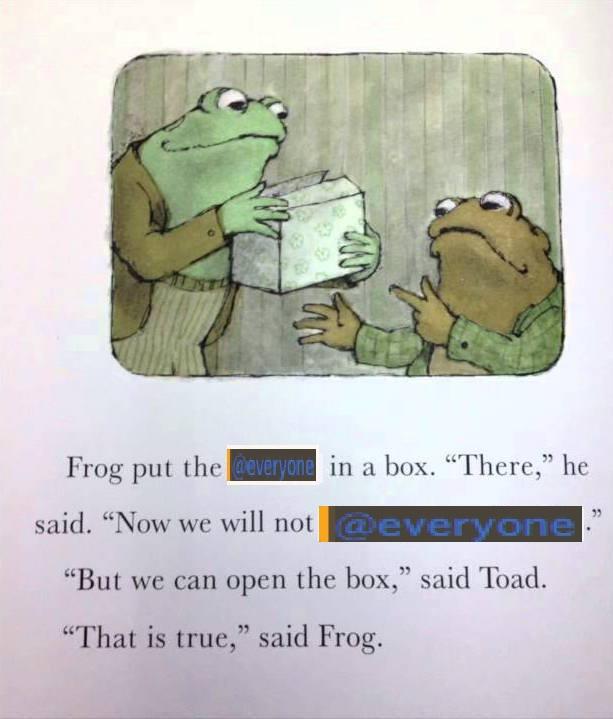 Frog put the @everyone in a box. “There,” he
said. “Now we will not @everyone.”
“But we can open the box,” said Toad.
“That is true,” said Frog.